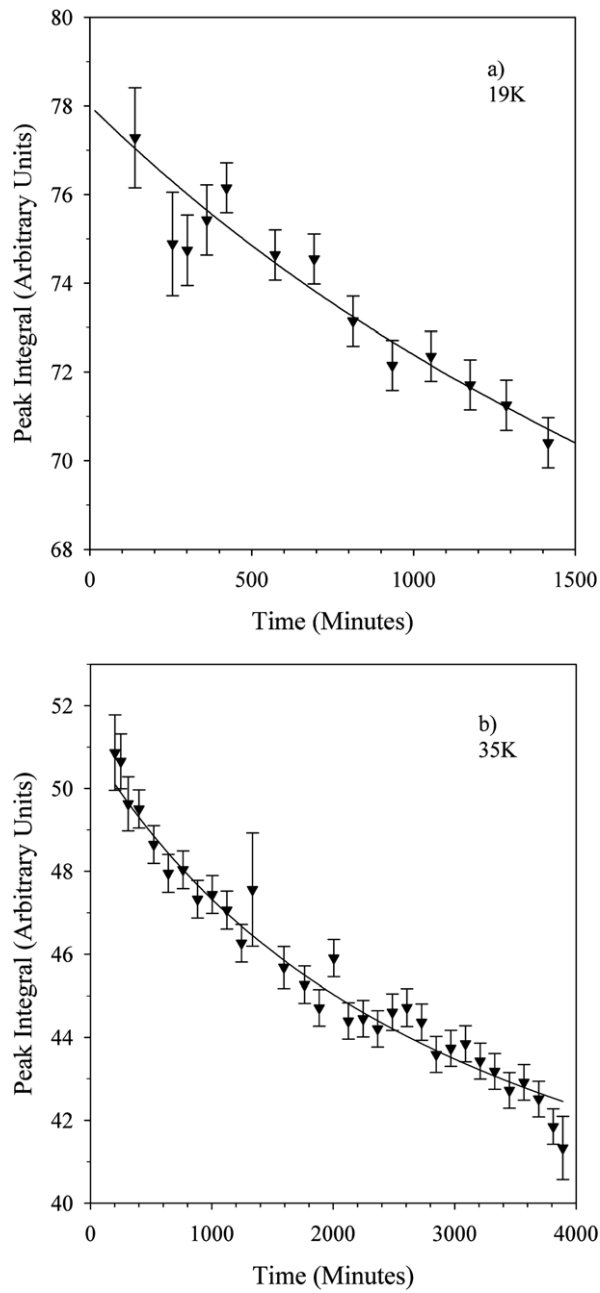 80
78
76
74
72
70
68
Peak Integral (Arbitrary Units)
a)
19K
0 500 1000 1500
Time (Minutes)
52
50
48
46
44
42
40
Peak Integral (Arbitrary Units)
b)
35K
0 1000 2000 3000 4000
Time (Minutes)